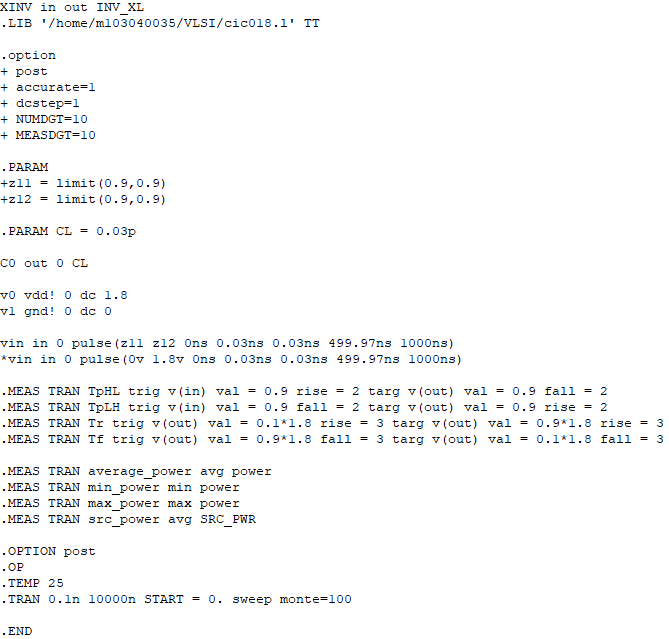 XINV in out INV_XL
.LIB '/home/m103040035/VLSI/cic018.l' TT
.option
+ post
+ accurate=1
+ dcstep=1
+ NUMDGT=10
+ MEASDGT=10
.PARAM
+z11 = limit(0.9,0.9)
+z12 = limit(0.9,0.9)
.PARAM CL = 0.03p
C0 out 0 CL
v0 vdd! 0 dc 1.8
v1 gnd! 0 dc 0
vin in 0 pulse(z11 z12 0ns 0.03ns 0.03ns 499.97ns 1000ns)
*vin in 0 pulse(0v 1.8v 0ns 0.03ns 0.03ns 499.97ns 1000ns)
.MEAS TRAN TpHL trig v(in) val = 0.9 rise = 2 targ v(out) val = 0.9 fall = 2
.MEAS TRAN TpLH trig v(in) val = 0.9 fall = 2 targ v(out) val = 0.9 rise = 2
.MEAS TRAN Tr trig v(out) val = 0.1*1.8 rise = 3 targ v(out) val = 0.9*1.8 rise = 3
.MEAS TRAN Tf trig v(out) val = 0.9*1.8 fall = 3 targ v(out) val = 0.1*1.8 fall = 3
.MEAS TRAN average_power avg power
.MEAS TRAN min_power min power
.MEAS TRAN max_power max power
.MEAS TRAN src_power avg SRC_PWR
.OPTION post
.OP
.TEMP 25
.TRAN 0.1n 10000n START = 0. sweep monte=100
.END